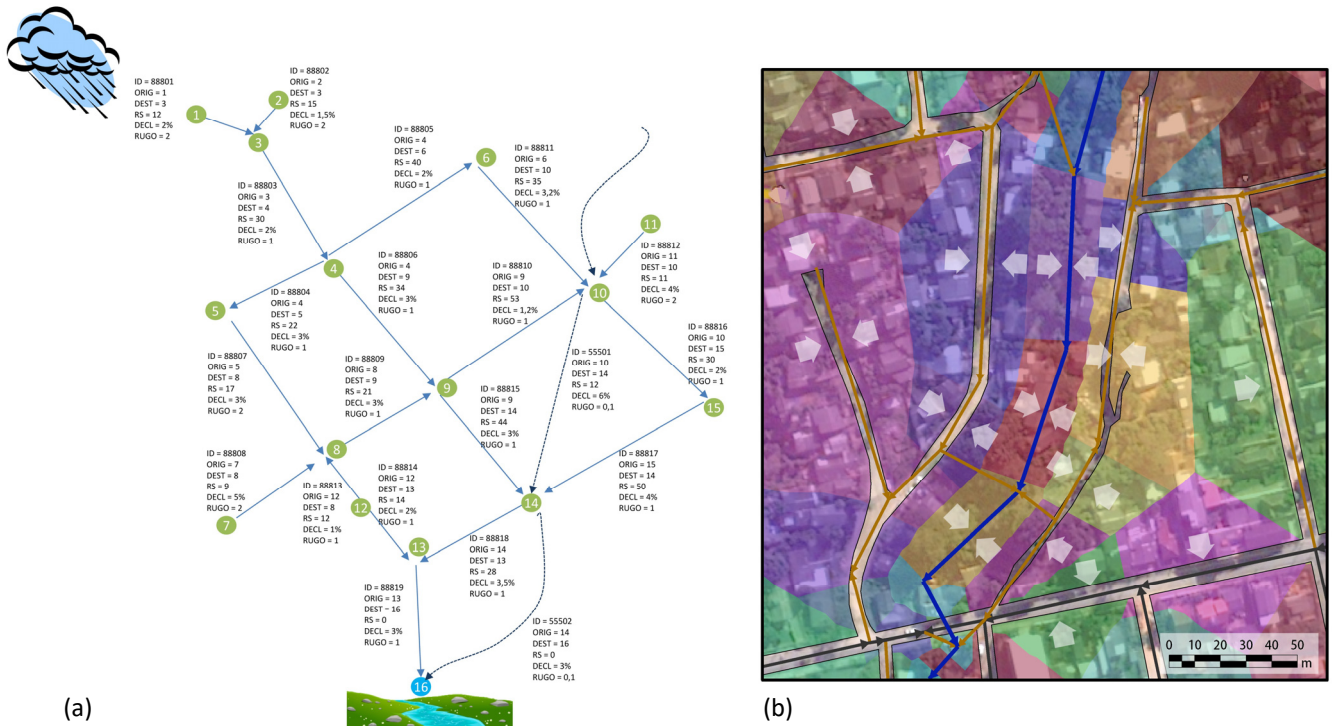 ID = 88801
ORIG = 1
DEST = 3
RS = 12
DECL = 2%
RUGO = 2
1
2
ID = 88802
ORIG = 2
DEST = 3
RS = 15
DECL = 1,5%
RUGO = 2
3
ID = 88803
ORIG = 3
DEST = 4
RS = 30
DECL = 2%
RUGO = 1
ID = 88805
ORIG = 4
DEST = 6
RS = 40
DECL = 2%
RUGO = 1
6
ID = 88811
ORIG = 6
DEST = 10
RS = 35
DECL = 3,2%
RUGO = 1
11
ID = 88812
ORIG = 11
DEST = 10
RS = 11
DECL = 4%
RUGO = 2
4
ID = 88806
ORIG = 4
DEST = 9
RS = 34
DECL = 3%
RUGO = 1
ID = 88810
ORIG = 9
DEST = 10
RS = 53
DECL = 1,2%
RUGO = 1
10
5
ID = 88804
ORIG = 4
DEST = 5
RS = 22
DECL = 3%
RUGO = 1
ID = 88816
ORIG = 10
DEST = 15
RS = 30
DECL = 2%
RUGO = 1
ID = 88807
ORIG = 5
DEST = 8
RS = 17
DECL = 3%
RUGO = 2
ID = 88809
ORIG = 8
DEST = 9
RS = 21
DECL = 3%
RUGO = 1
9
ID = 88815
ORIG = 9
DEST = 14
RS = 44
DECL = 3%
RUGO = 1
ID = 55501
ORIG = 10
DEST = 14
RS = 12
DECL = 6%
RUGO = 0,1
15
8
ID = 88808
ORIG = 7
DEST = 8
RS = 9
DECL = 5%
RUGO = 2
7
ID = 88813
ORIG = 12
DEST = 8
RS = 12
DECL = 1%
RUGO = 1
12
ID = 88814
ORIG = 12
DEST = 13
RS = 14
DECL = 2%
RUGO = 1
14
ID = 88817
ORIG = 15
DEST = 14
RS = 50
DECL = 4%
RUGO = 1
13
ID = 88818
ORIG = 14
DEST = 13
RS = 28
DECL = 3,5%
RUGO = 1
ID = 88819
ORIG = 13
DEST = 16
RS = 0
DECL = 3%
RUGO = 1
ID = 55502
ORIG = 14
DEST = 16
RS = 0
DECL = 3%
RUGO = 0,1
16
(a)
0 10 20 30 40 50
m
(b)